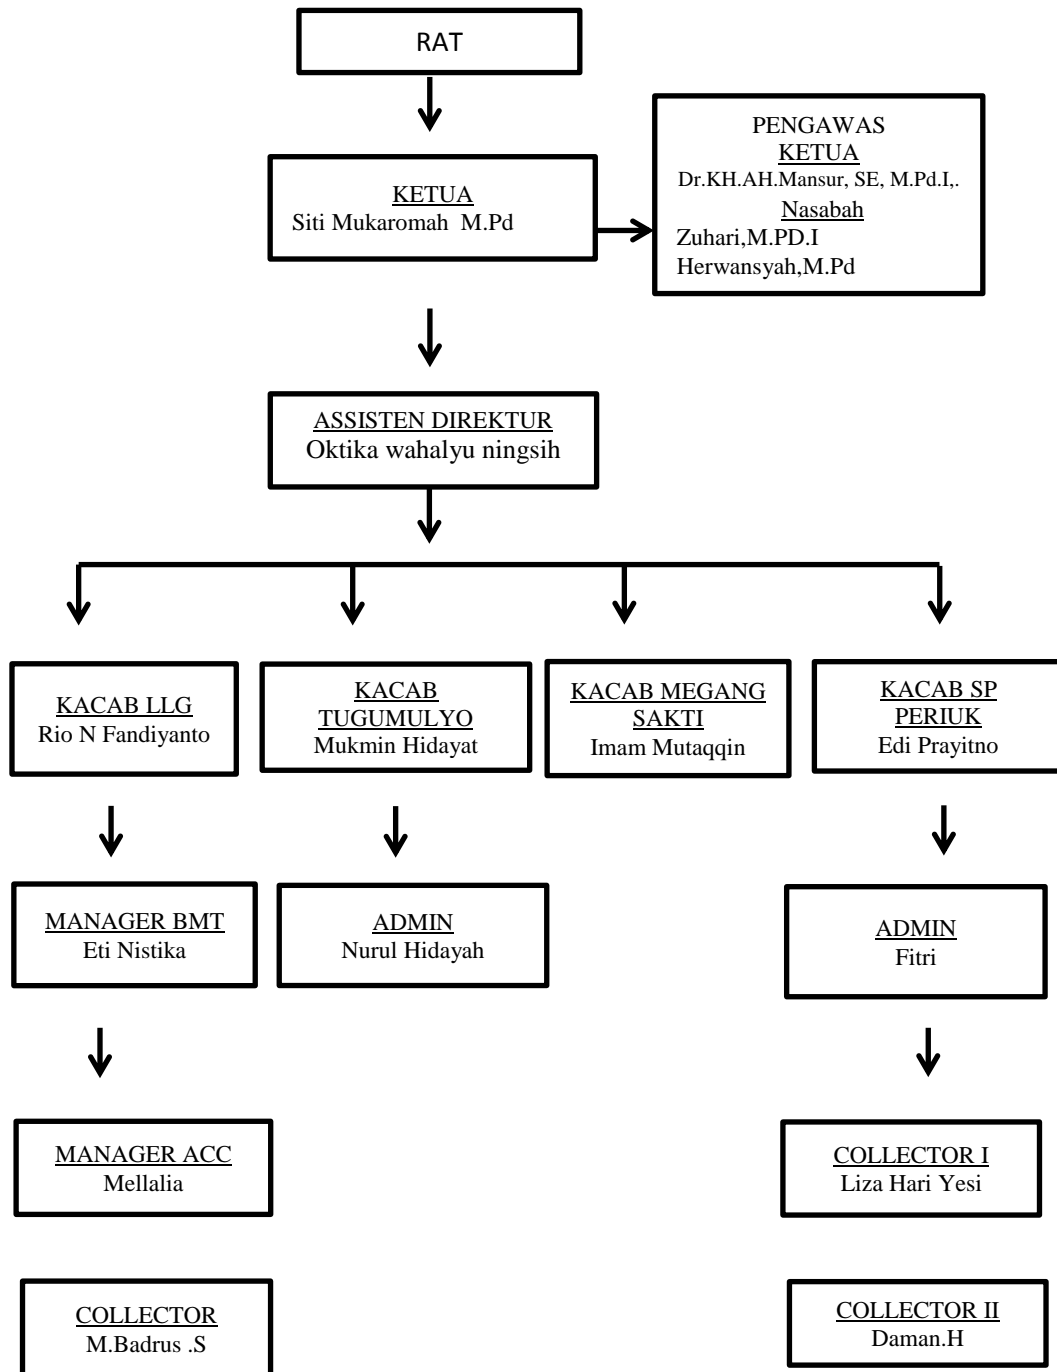 RAT
PENGAWAS
KETUA
Dr.KH.AH.Mansur, SE, M.Pd.I,.
Nasabah
Zuhari,M.PD.I
Herwansyah,M.Pd
KETUA
Siti Mukaromah M.Pd
ASSISTEN DIREKTUR
Oktika wahalyu ningsih
KACAB LLG
Rio N Fandiyanto
KACAB
TUGUMULYO
Mukmin Hidayat
KACAB MEGANG
SAKTI
Imam Mutaqqin
KACAB SP
PERIUK
Edi Prayitno
MANAGER BMT
Eti Nistika
ADMIN
Nurul Hidayah
ADMIN
Fitri
MANAGER ACC
Mellalia
COLLECTOR I
Liza Hari Yesi
COLLECTOR
M.Badrus .S
COLLECTOR II
Daman.H